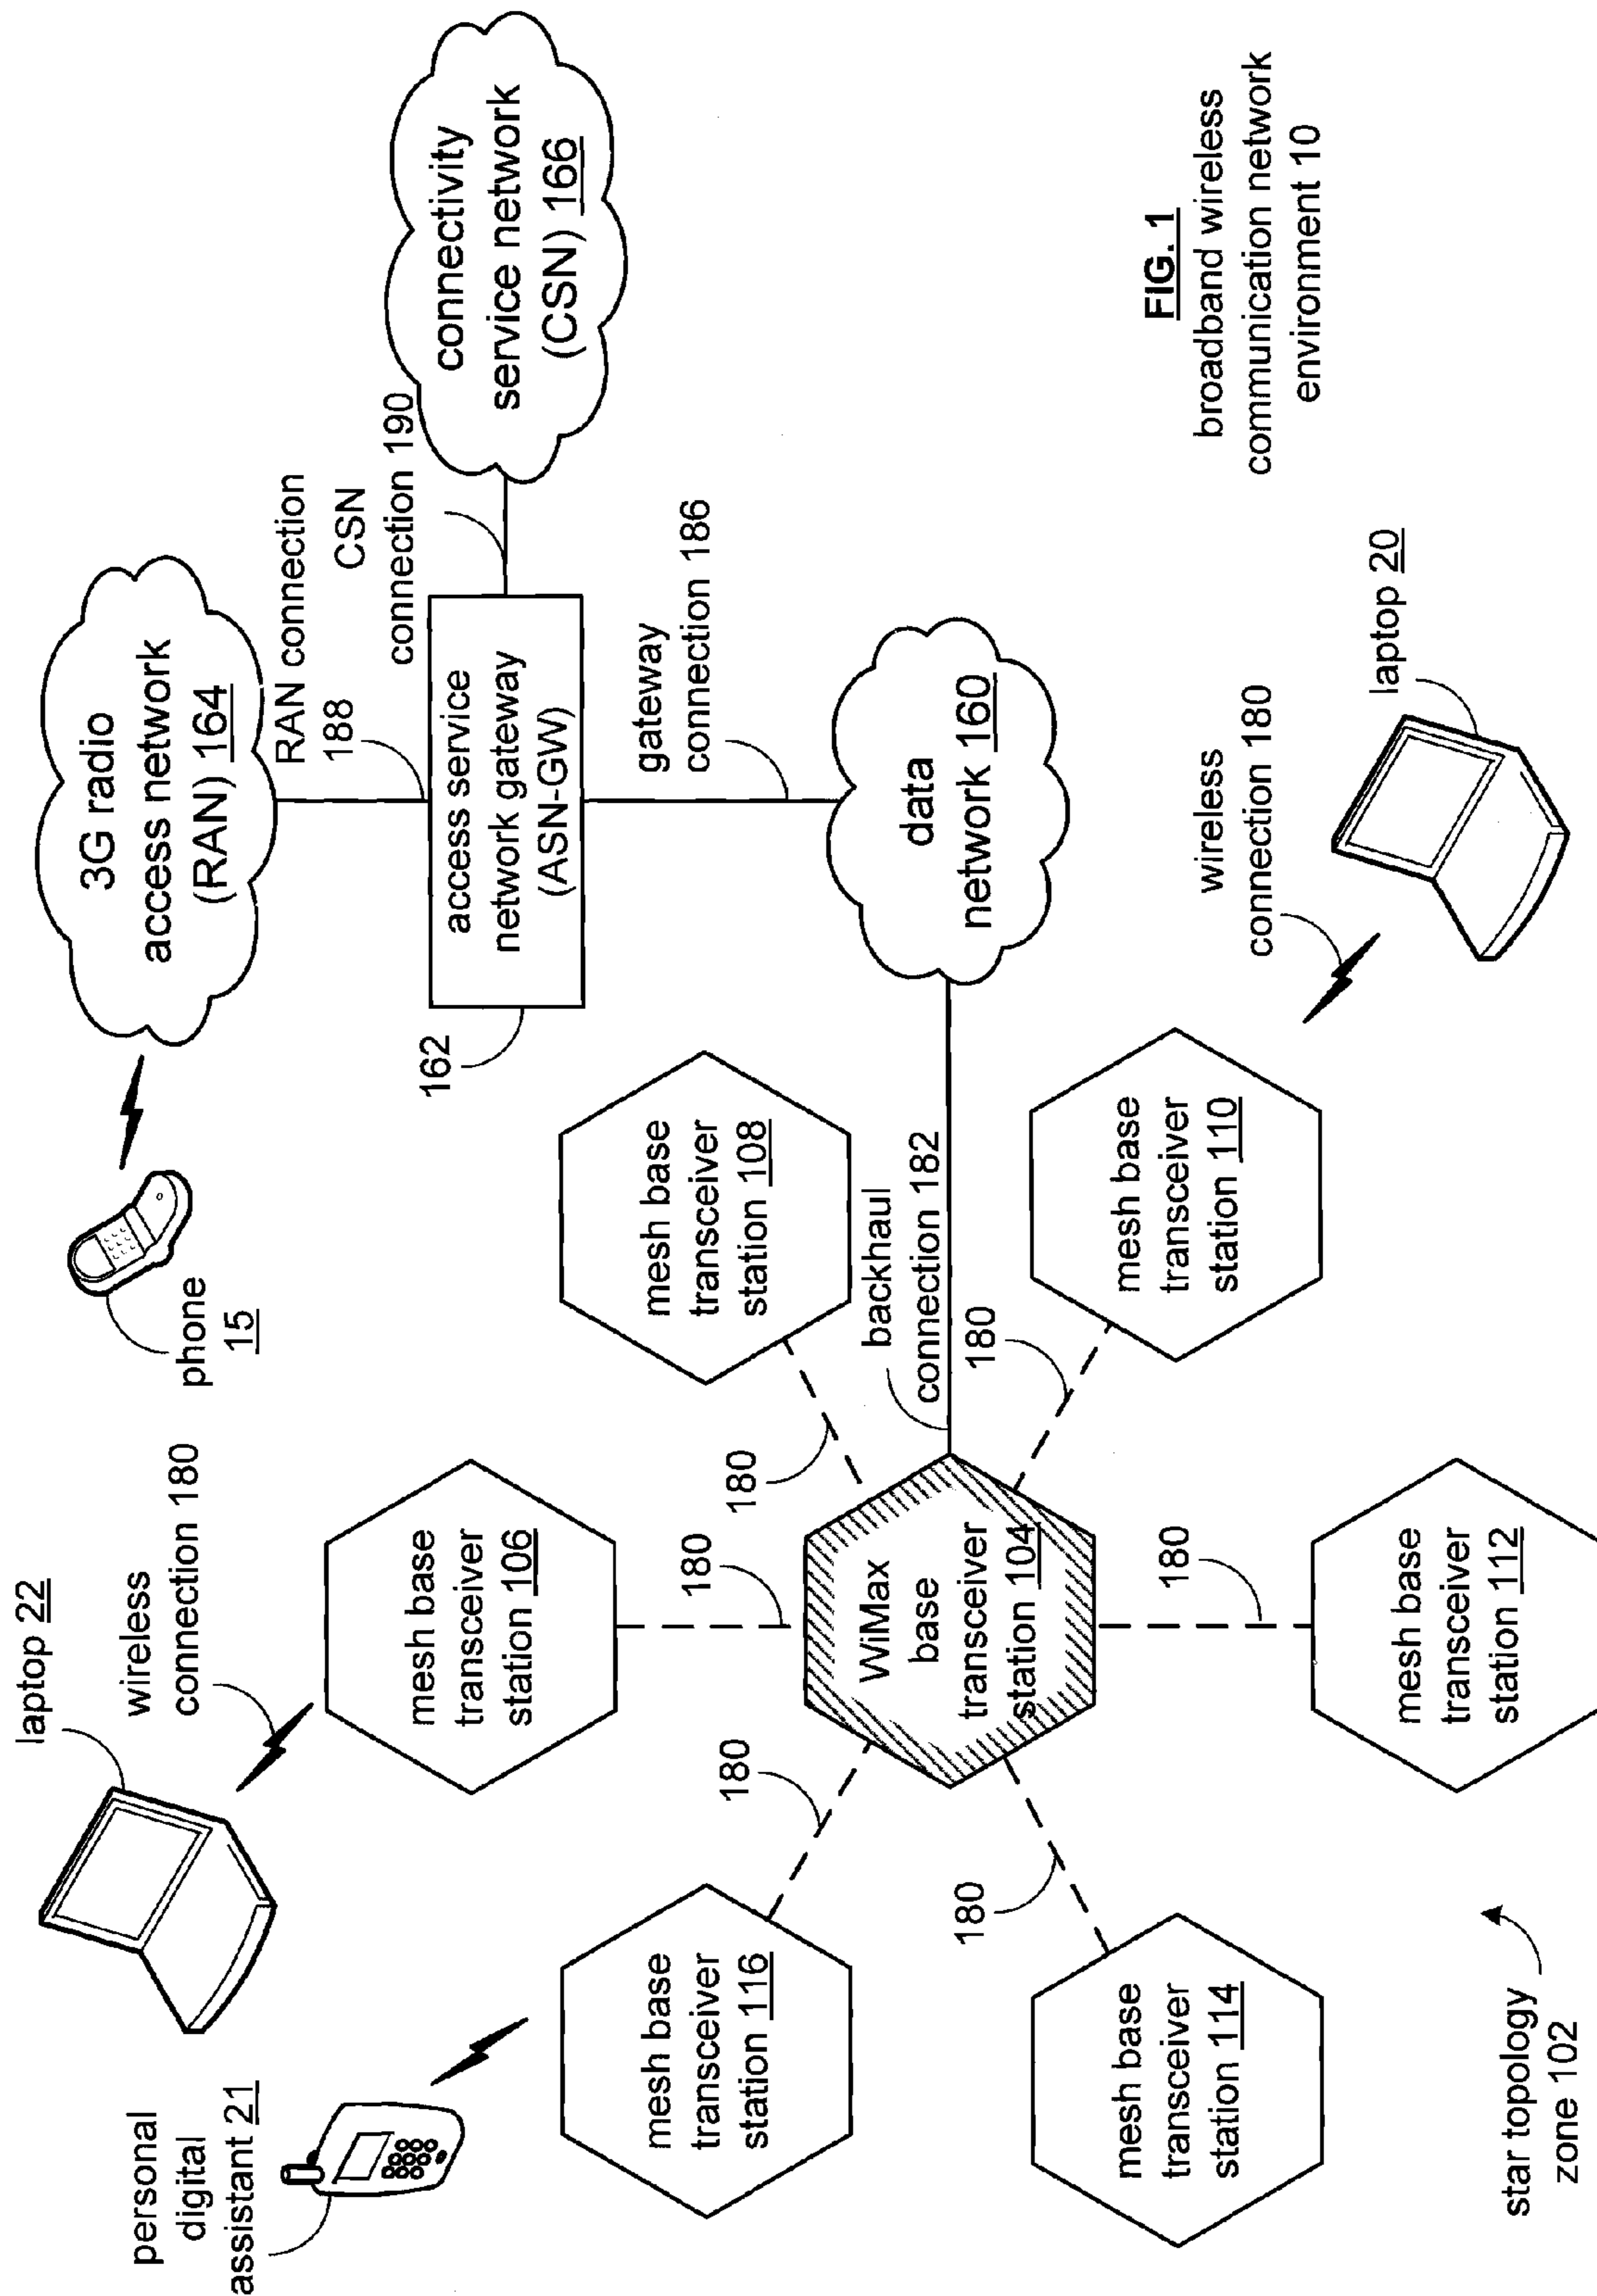 personal
digital
assistant 21
laptop 22
wireless
connection 180
phone
15
3G radio
access network
(RAN) 164
RAN connection
188
CSN
connection 190
connectivity
service network
(CSN) 166
162
access service
network gateway
(ASN-GW)
gateway
connection 186
mesh base
transceiver
station 106
mesh base
transceiver
station 108
mesh base
transceiver
station 116
180
180
180
WiMax
base
transceiver
station 104
backhaul
connection 182
data
network 160
180
180
180
mesh base
transceiver
station 114
mesh base
transceiver
station 112
mesh base
transceiver
station 110
wireless
connection 180
laptop 20
star topology
zone 102
FIG. 1
broadband wireless
communication network
environment 10